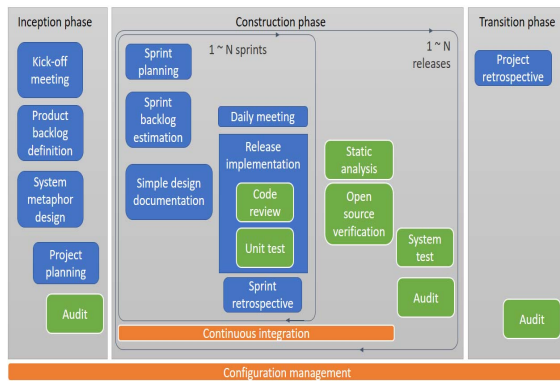 Inception phase
Kick-off
meeting
Product
backlog
definition
System
metaphor
design
Project
planning
Audit
Construction phase
1 ~ N sprints
1 ~ N
releases
Sprint
planning
Sprint
backlog
estimation
Simple design
documentation
Daily meeting
Release
implementation
Code
review
Unit test
Sprint
retrospective
Static
analysis
Open
source
verification
System
test
Audit
Continuous integration
Transition phase
Project
retrospective
Audit
Configuration management